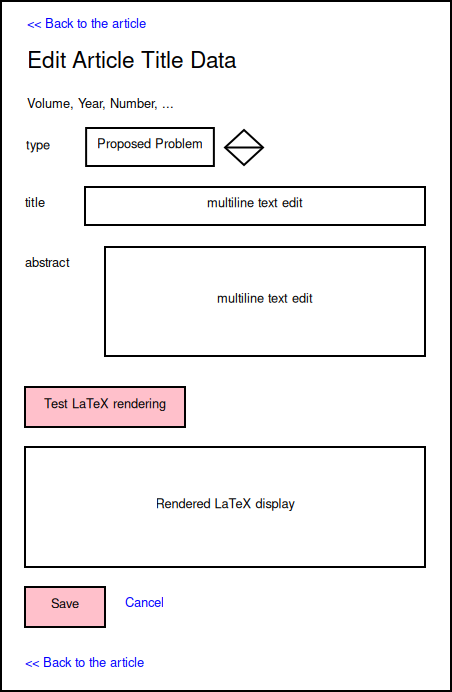 << Back to the article
Edit Article Title Data
Volume, Year, Number, ...
type Proposed Problem
title multiline text edit
abstract
multiline text edit
Test LaTeX rendering
Rendered LaTeX display
Save Cancel
<< Back to the article